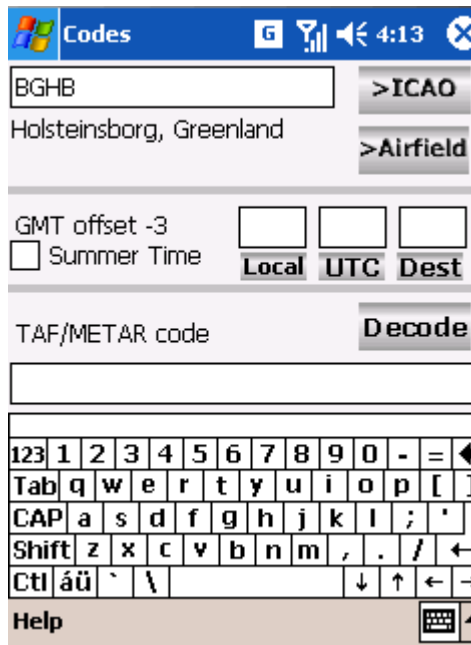 Codes G 4:13
BGHB >ICAO
Holsteinsborg, Greenland
>Airfield
GMT offset -3
Summer Time
Local UTC Dest
TAF/METAR code Decode
123 1 2 3 4 5 6 7 8 9 0 - =
Tab q w e r t y u i o p [ ]
CAP a s d f g h j k l ; '
Shift z x c v b n m , . / ←
Ctl áü ` \ ↓ ↑ ← →
Help